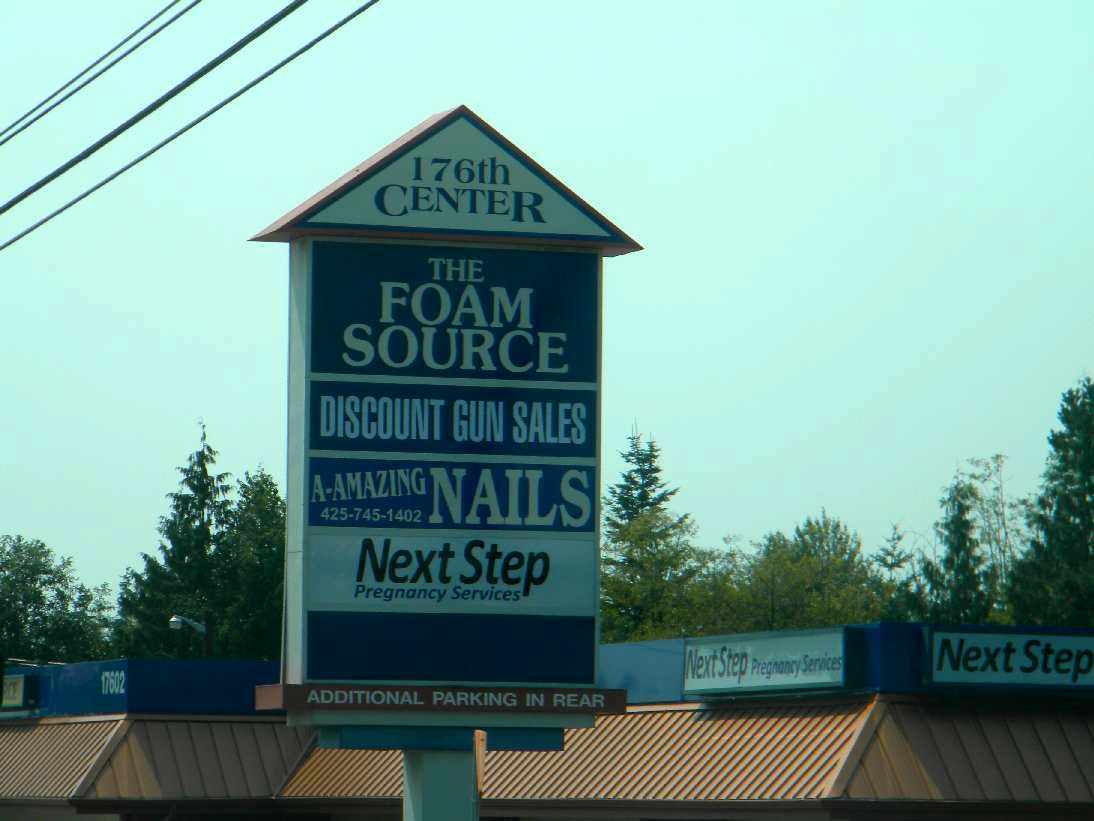 176th
CENTER
THE
FOAM
SOURCE
DISCOUNT GUN SALES
A-AMAZING NAILS
425-745-1402
Next Step
Pregnancy Services
ADDITIONAL PARKING IN REAR
17602
Next Step Pregnancy Services
Next Step